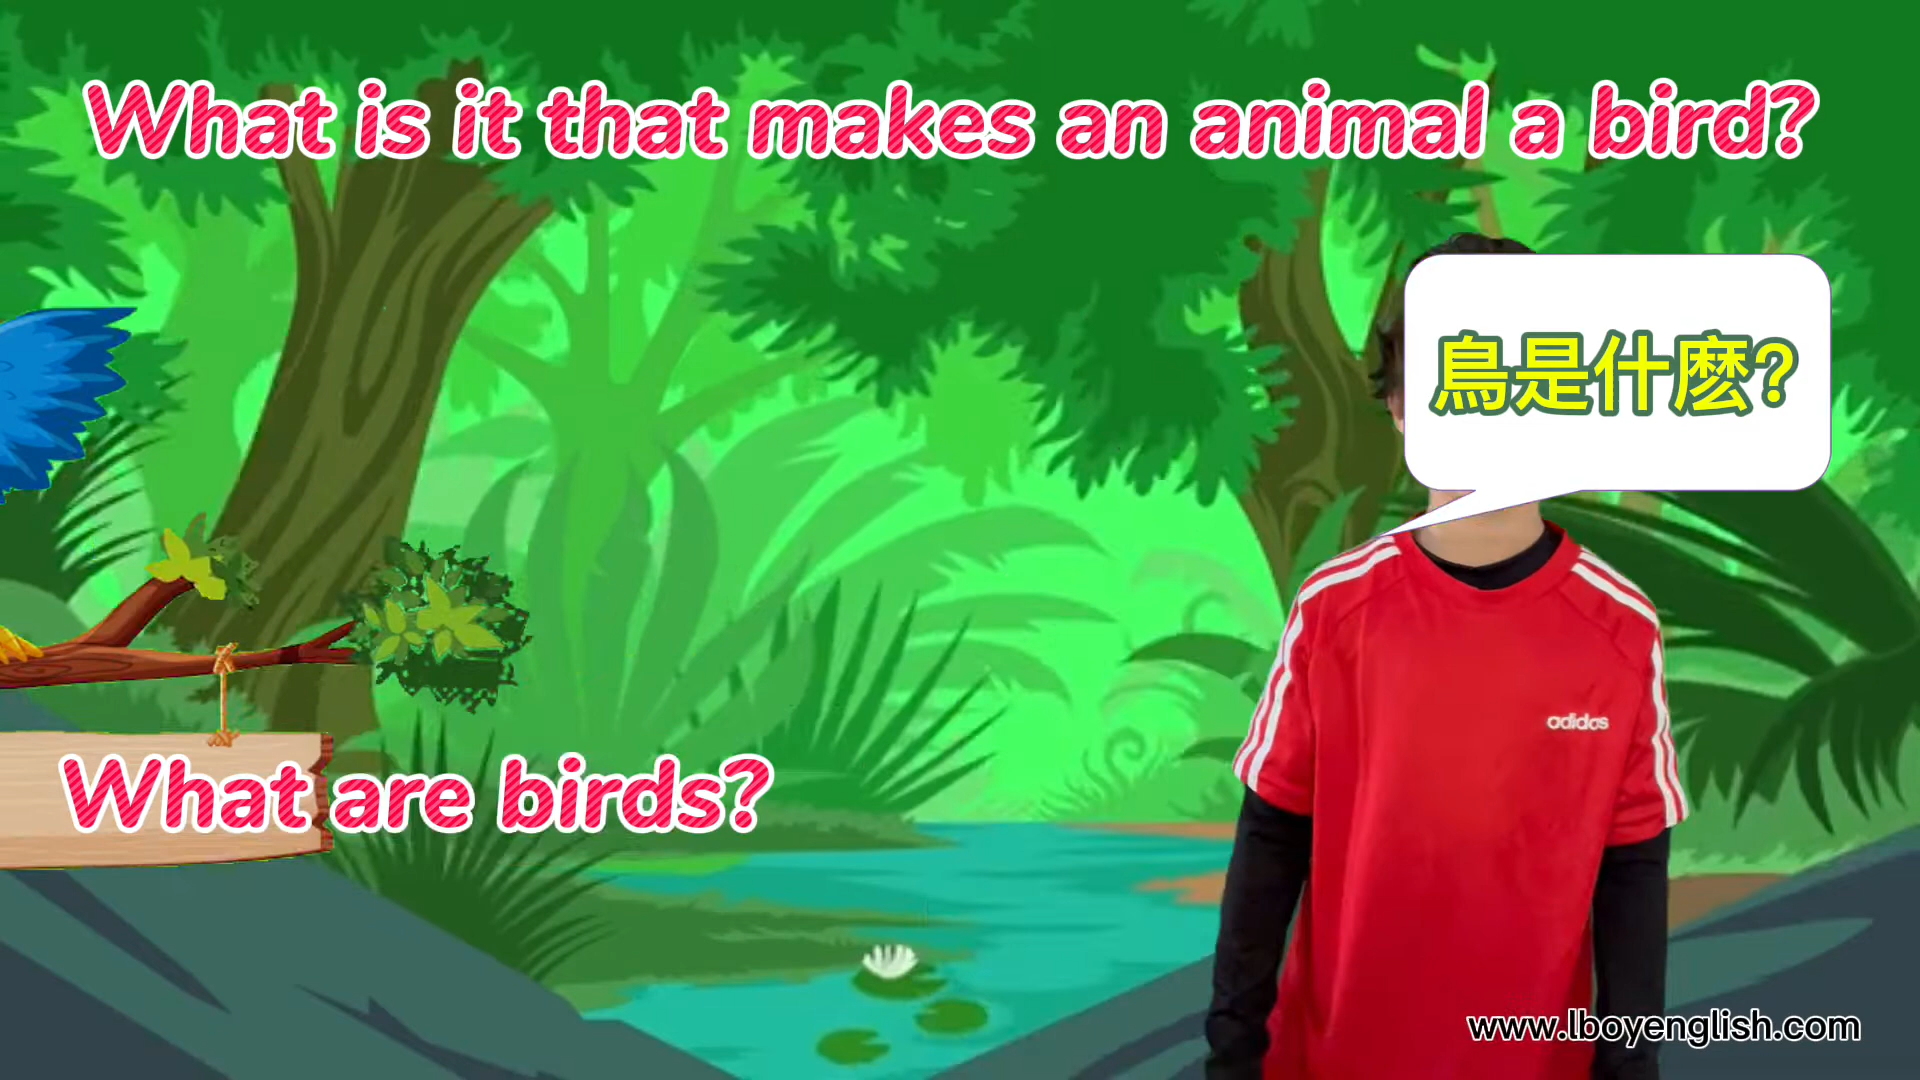 What is it that makes an animal a bird?
鳥是什麼?
adidas
What are birds?
www.lboyenglish.com